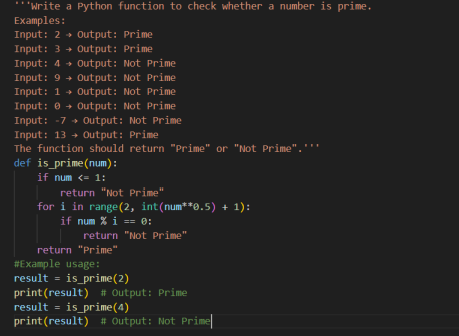 '''Write a Python function to check whether a number is prime.
Examples:
Input: 2 → Output: Prime
Input: 3 → Output: Prime
Input: 4 → Output: Not Prime
Input: 9 → Output: Not Prime
Input: 1 → Output: Not Prime
Input: 0 → Output: Not Prime
Input: -7 → Output: Not Prime
Input: 13 → Output: Prime
The function should return "Prime" or "Not Prime".'''
def is_prime(num):
    if num <= 1:
        return "Not Prime"
    for i in range(2, int(num**0.5) + 1):
        if num % i == 0:
            return "Not Prime"
    return "Prime"
#Example usage:
result = is_prime(2)
print(result)  # Output: Prime
result = is_prime(4)
print(result)  # Output: Not Prime